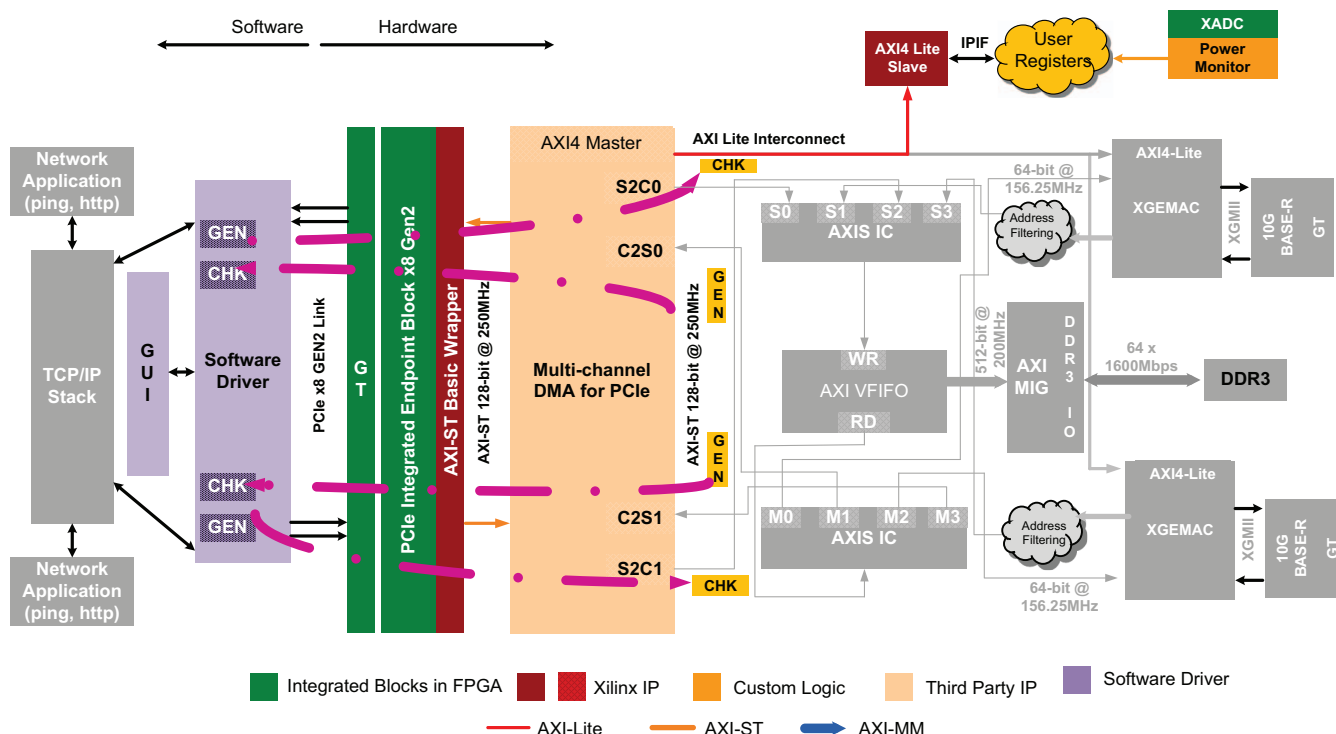 Software Hardware
XADC
Power
Monitor
AXI4 Lite
Slave
IPIF
User
Registers
Network
Application
(ping, http)
TCP/IP
Stack
Network
Application
(ping, http)
GUI
GEN
CHK
Software
Driver
CHK
GEN
PCIe x8 GEN2 Link
GT
PCIe Integrated Endpoint Block x8 Gen2
AXI-ST Basic Wrapper
AXI-ST 128-bit @ 250MHz
AXI4 Master
S2C0
C2S0
Multi-channel
DMA for PCIe
C2S1
S2C1
AXI Lite Interconnect
CHK
GEN
AXI-ST 128-bit @ 250MHz
GEN
CHK
S0 S1 S2 S3
AXIS IC
WR
AXI VFIFO
RD
M0 M1 M2 M3
AXIS IC
512-bit @
200MHz
AXI
MIG
DDR3 IO
64 x
1600Mbps
DDR3
64-bit @
156.25MHz
Address
Filtering
AXI4-Lite
XGEMAC
XGMII
10G
BASE-R
GT
Address
Filtering
64-bit @
156.25MHz
AXI4-Lite
XGEMAC
XGMII
10G
BASE-R
GT
Integrated Blocks in FPGA
Xilinx IP
Custom Logic
Third Party IP
Software Driver
AXI-Lite
AXI-ST
AXI-MM